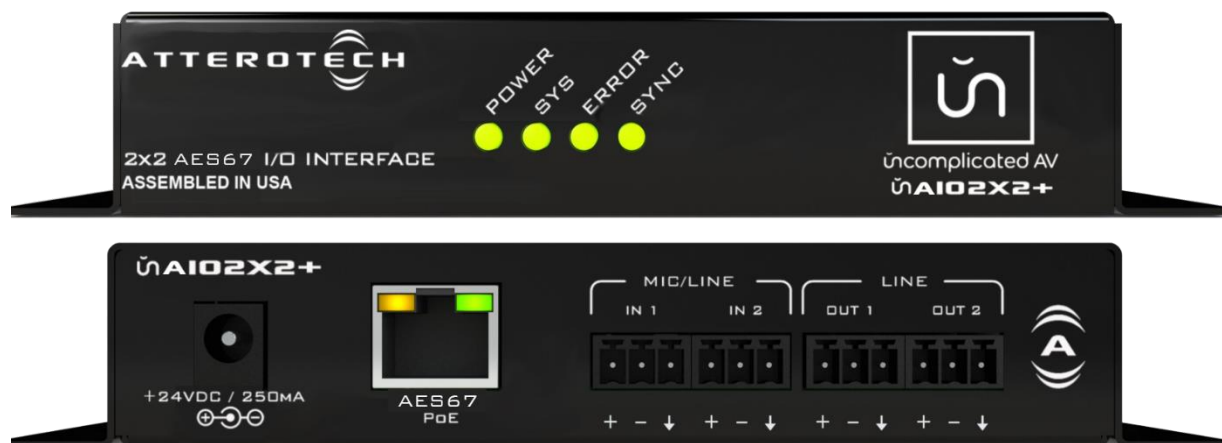 ATTEROTECH
POWER
SYS
ERROR
SYNC
ŭn
2x2 AES67 I/O INTERFACE
ASSEMBLED IN USA
ŭncomplicated AV
ŭnAIO2X2+
ŭnAIO2X2+
MIC/LINE
LINE
IN 1
IN 2
OUT 1
OUT 2
A
+24VDC / 250MA
AES67
PoE
+ - ↓ + - ↓ + - ↓ + - ↓